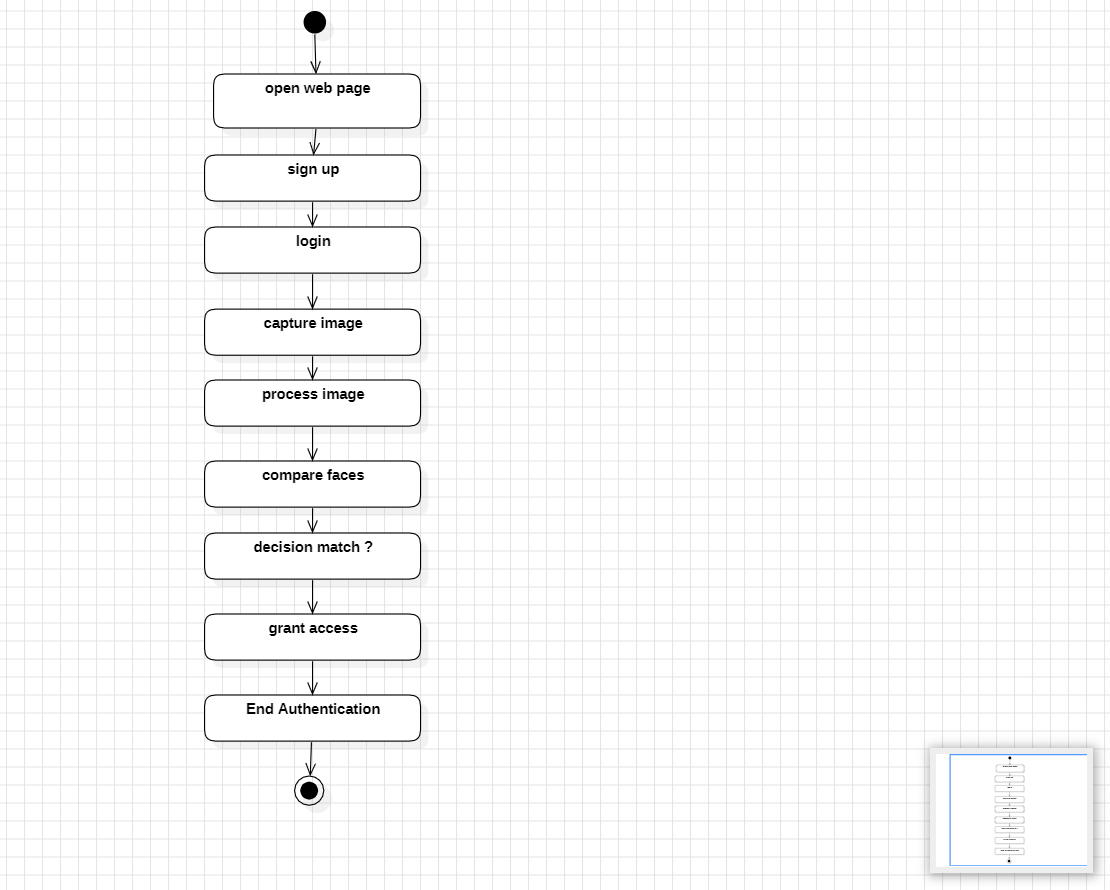 open web page
sign up
login
capture image
process image
compare faces
decision match ?
grant access
End Authentication